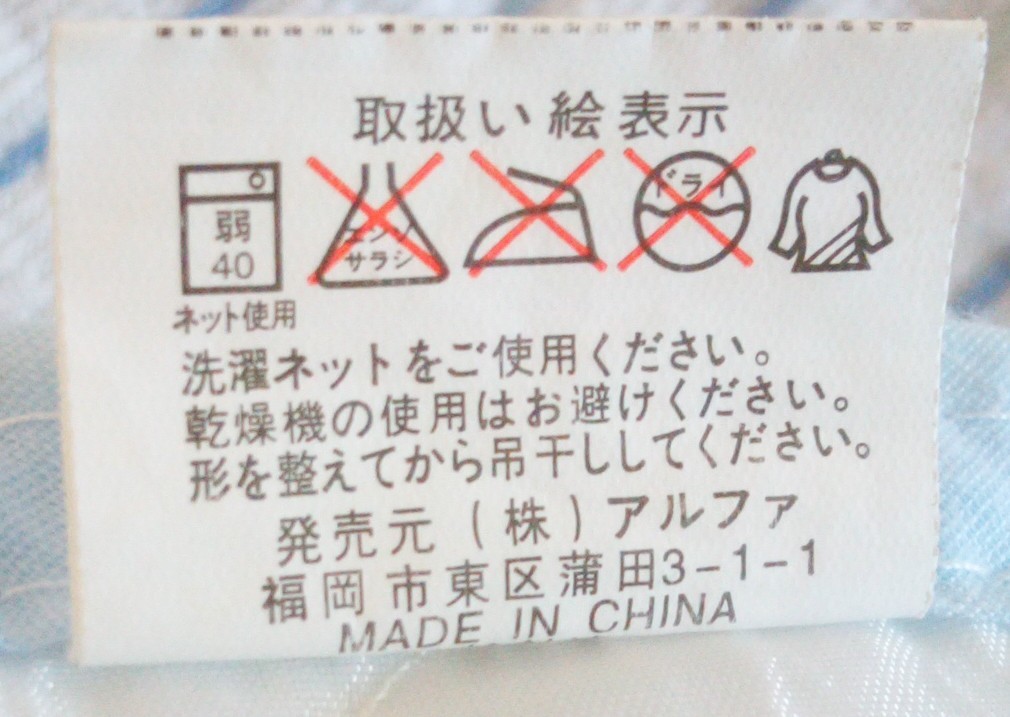 取扱い絵表示
弱
40
エンソ
サラシ
ドライ
ネット使用
洗濯ネットをご使用ください。
乾燥機の使用はお避けください。
形を整えてから吊干ししてください。
発売元(株)アルファ
福岡市東区蒲田3-1-1
MADE IN CHINA